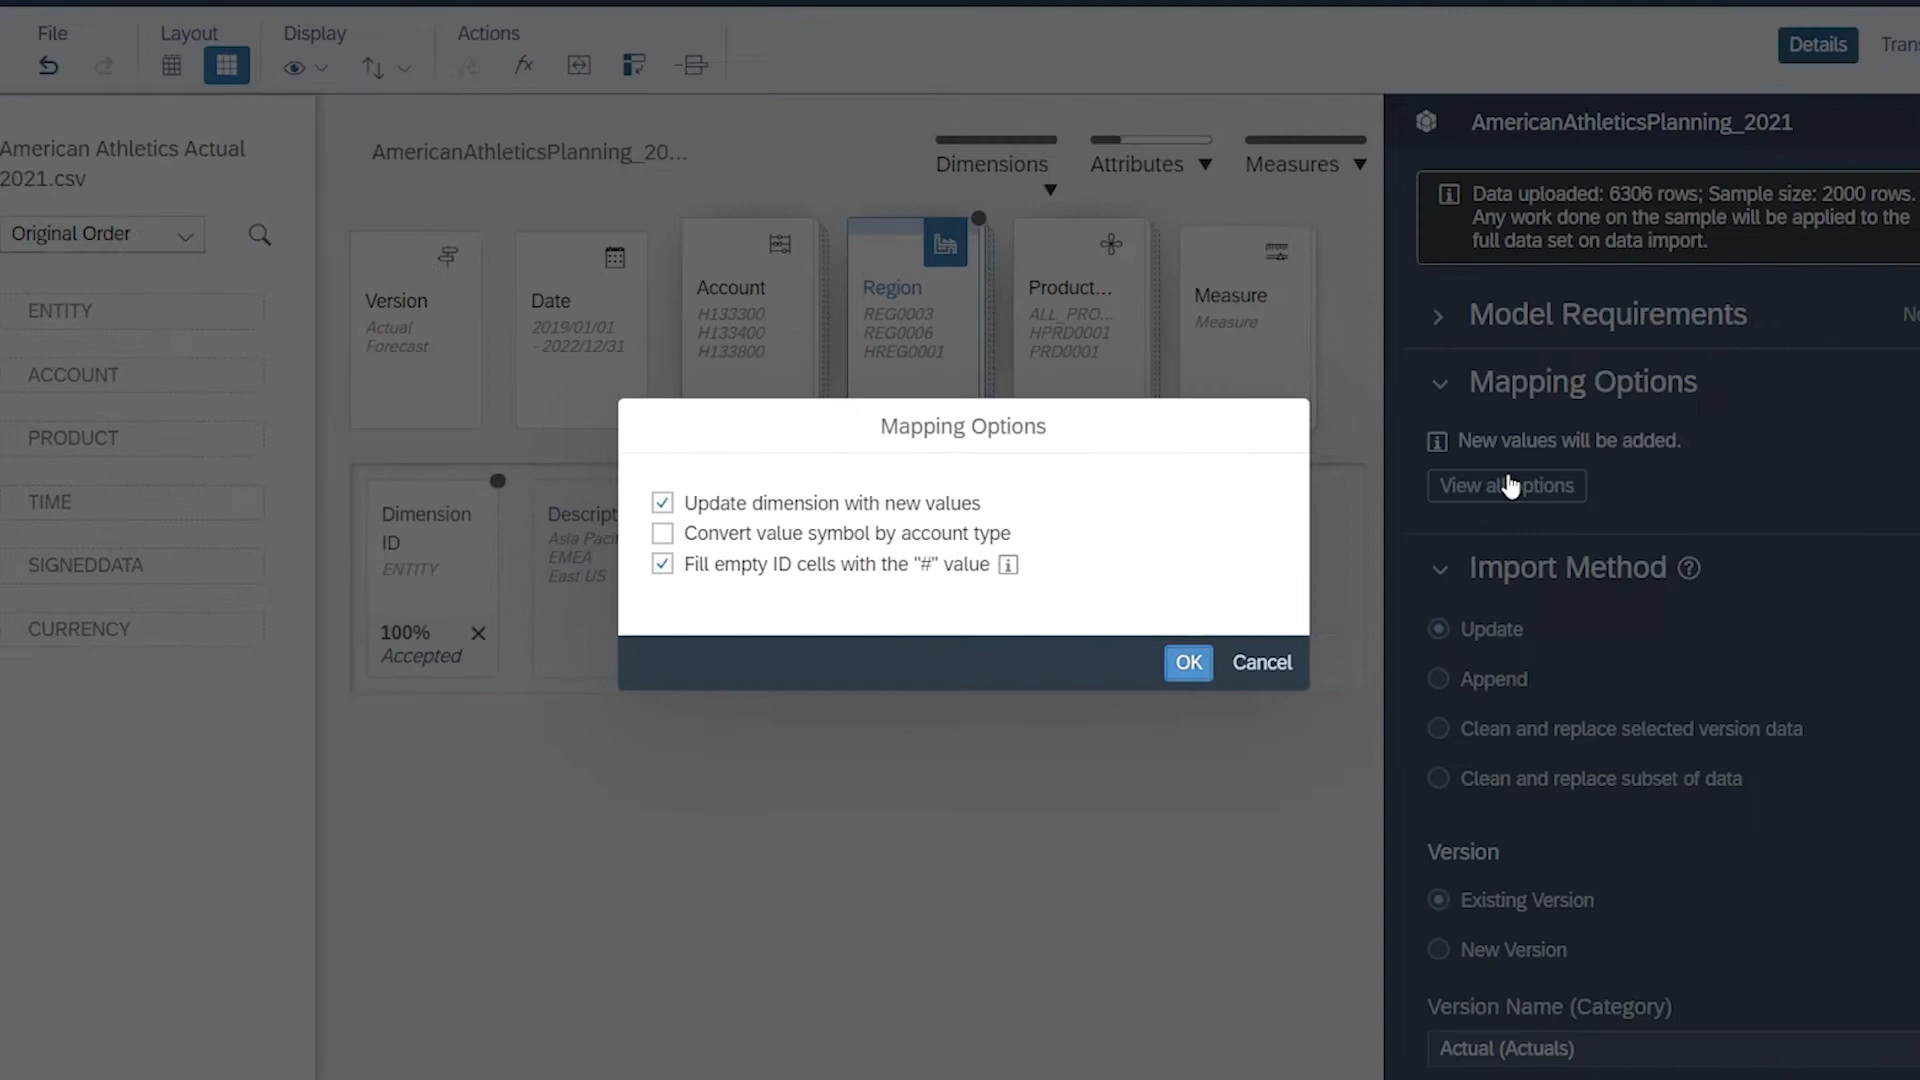 File
Layout
Display
Actions
fx
Details
American Athletics Actual
2021.csv
Original Order
ENTITY
ACCOUNT
PRODUCT
TIME
SIGNEDDATA
CURRENCY
AmericanAthleticsPlanning_20...
Dimensions
Attributes
Measures
Version
Actual
Forecast
Date
2019/01/01
- 2022/12/31
Account
H133300
H133400
H133800
Region
REG0003
REG0006
HREG0001
Product...
ALL_PRO...
HPRD0001
PRD0001
Measure
Measure
Dimension
ID
ENTITY
100%
Accepted
Descript
Asia Pacif
EMEA
East US
Mapping Options
Update dimension with new values
Convert value symbol by account type
Fill empty ID cells with the "#" value
OK
Cancel
AmericanAthleticsPlanning_2021
Data uploaded: 6306 rows; Sample size: 2000 rows.
Any work done on the sample will be applied to the
full data set on data import.
Model Requirements
Mapping Options
New values will be added.
View all options
Import Method
Update
Append
Clean and replace selected version data
Clean and replace subset of data
Version
Existing Version
New Version
Version Name (Category)
Actual (Actuals)